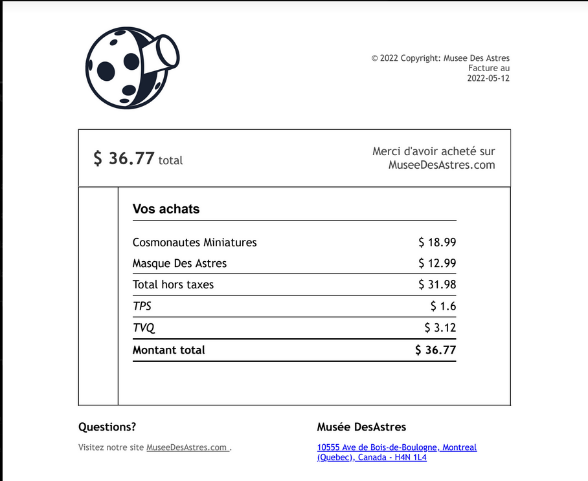 © 2022 Copyright: Musee Des Astres
Facture au
2022-05-12
$ 36.77 total
Merci d'avoir acheté sur
MuseeDesAstres.com
Vos achats
Cosmonautes Miniatures $ 18.99
Masque Des Astres $ 12.99
Total hors taxes $ 31.98
TPS $ 1.6
TVQ $ 3.12
Montant total $ 36.77
Questions?
Visitez notre site MuseeDesAstres.com .
Musée DesAstres
10555 Ave de Bois-de-Boulogne, Montreal
(Quebec), Canada - H4N 1L4